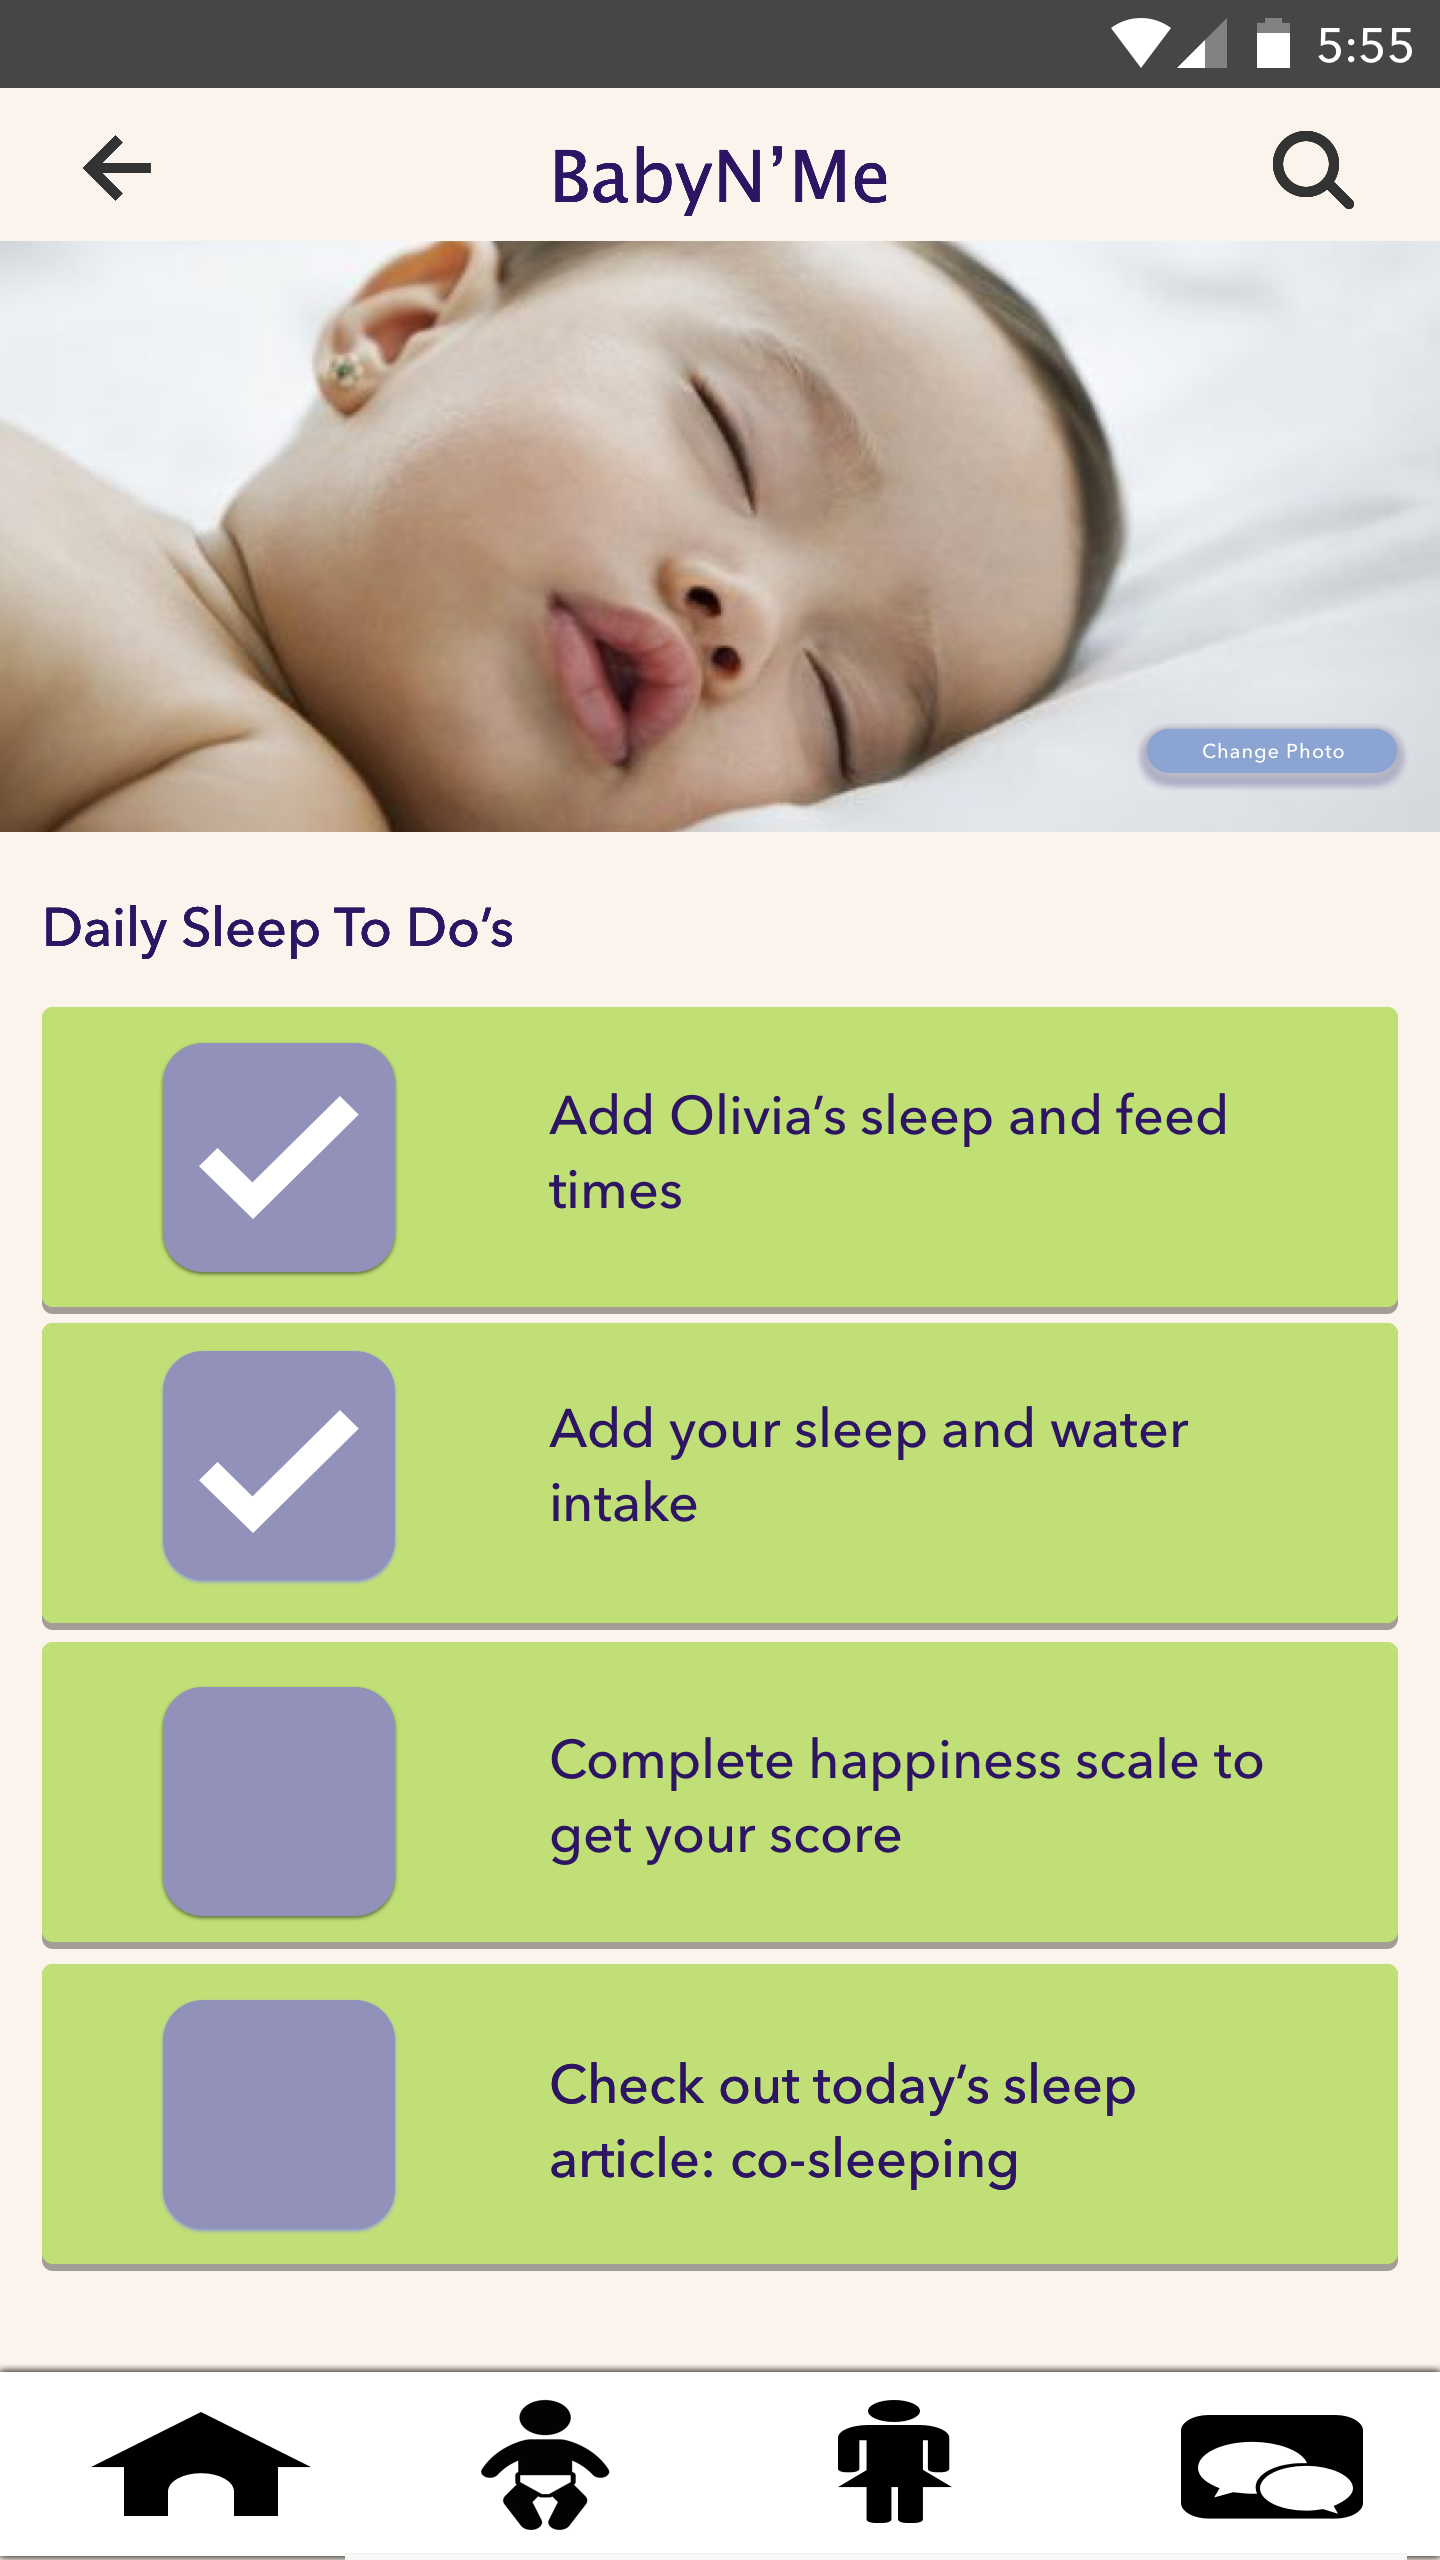 5:55
BabyN’Me
Change Photo
Daily Sleep To Do’s
Add Olivia’s sleep and feed
times
Add your sleep and water
intake
Complete happiness scale to
get your score
Check out today’s sleep
article: co-sleeping